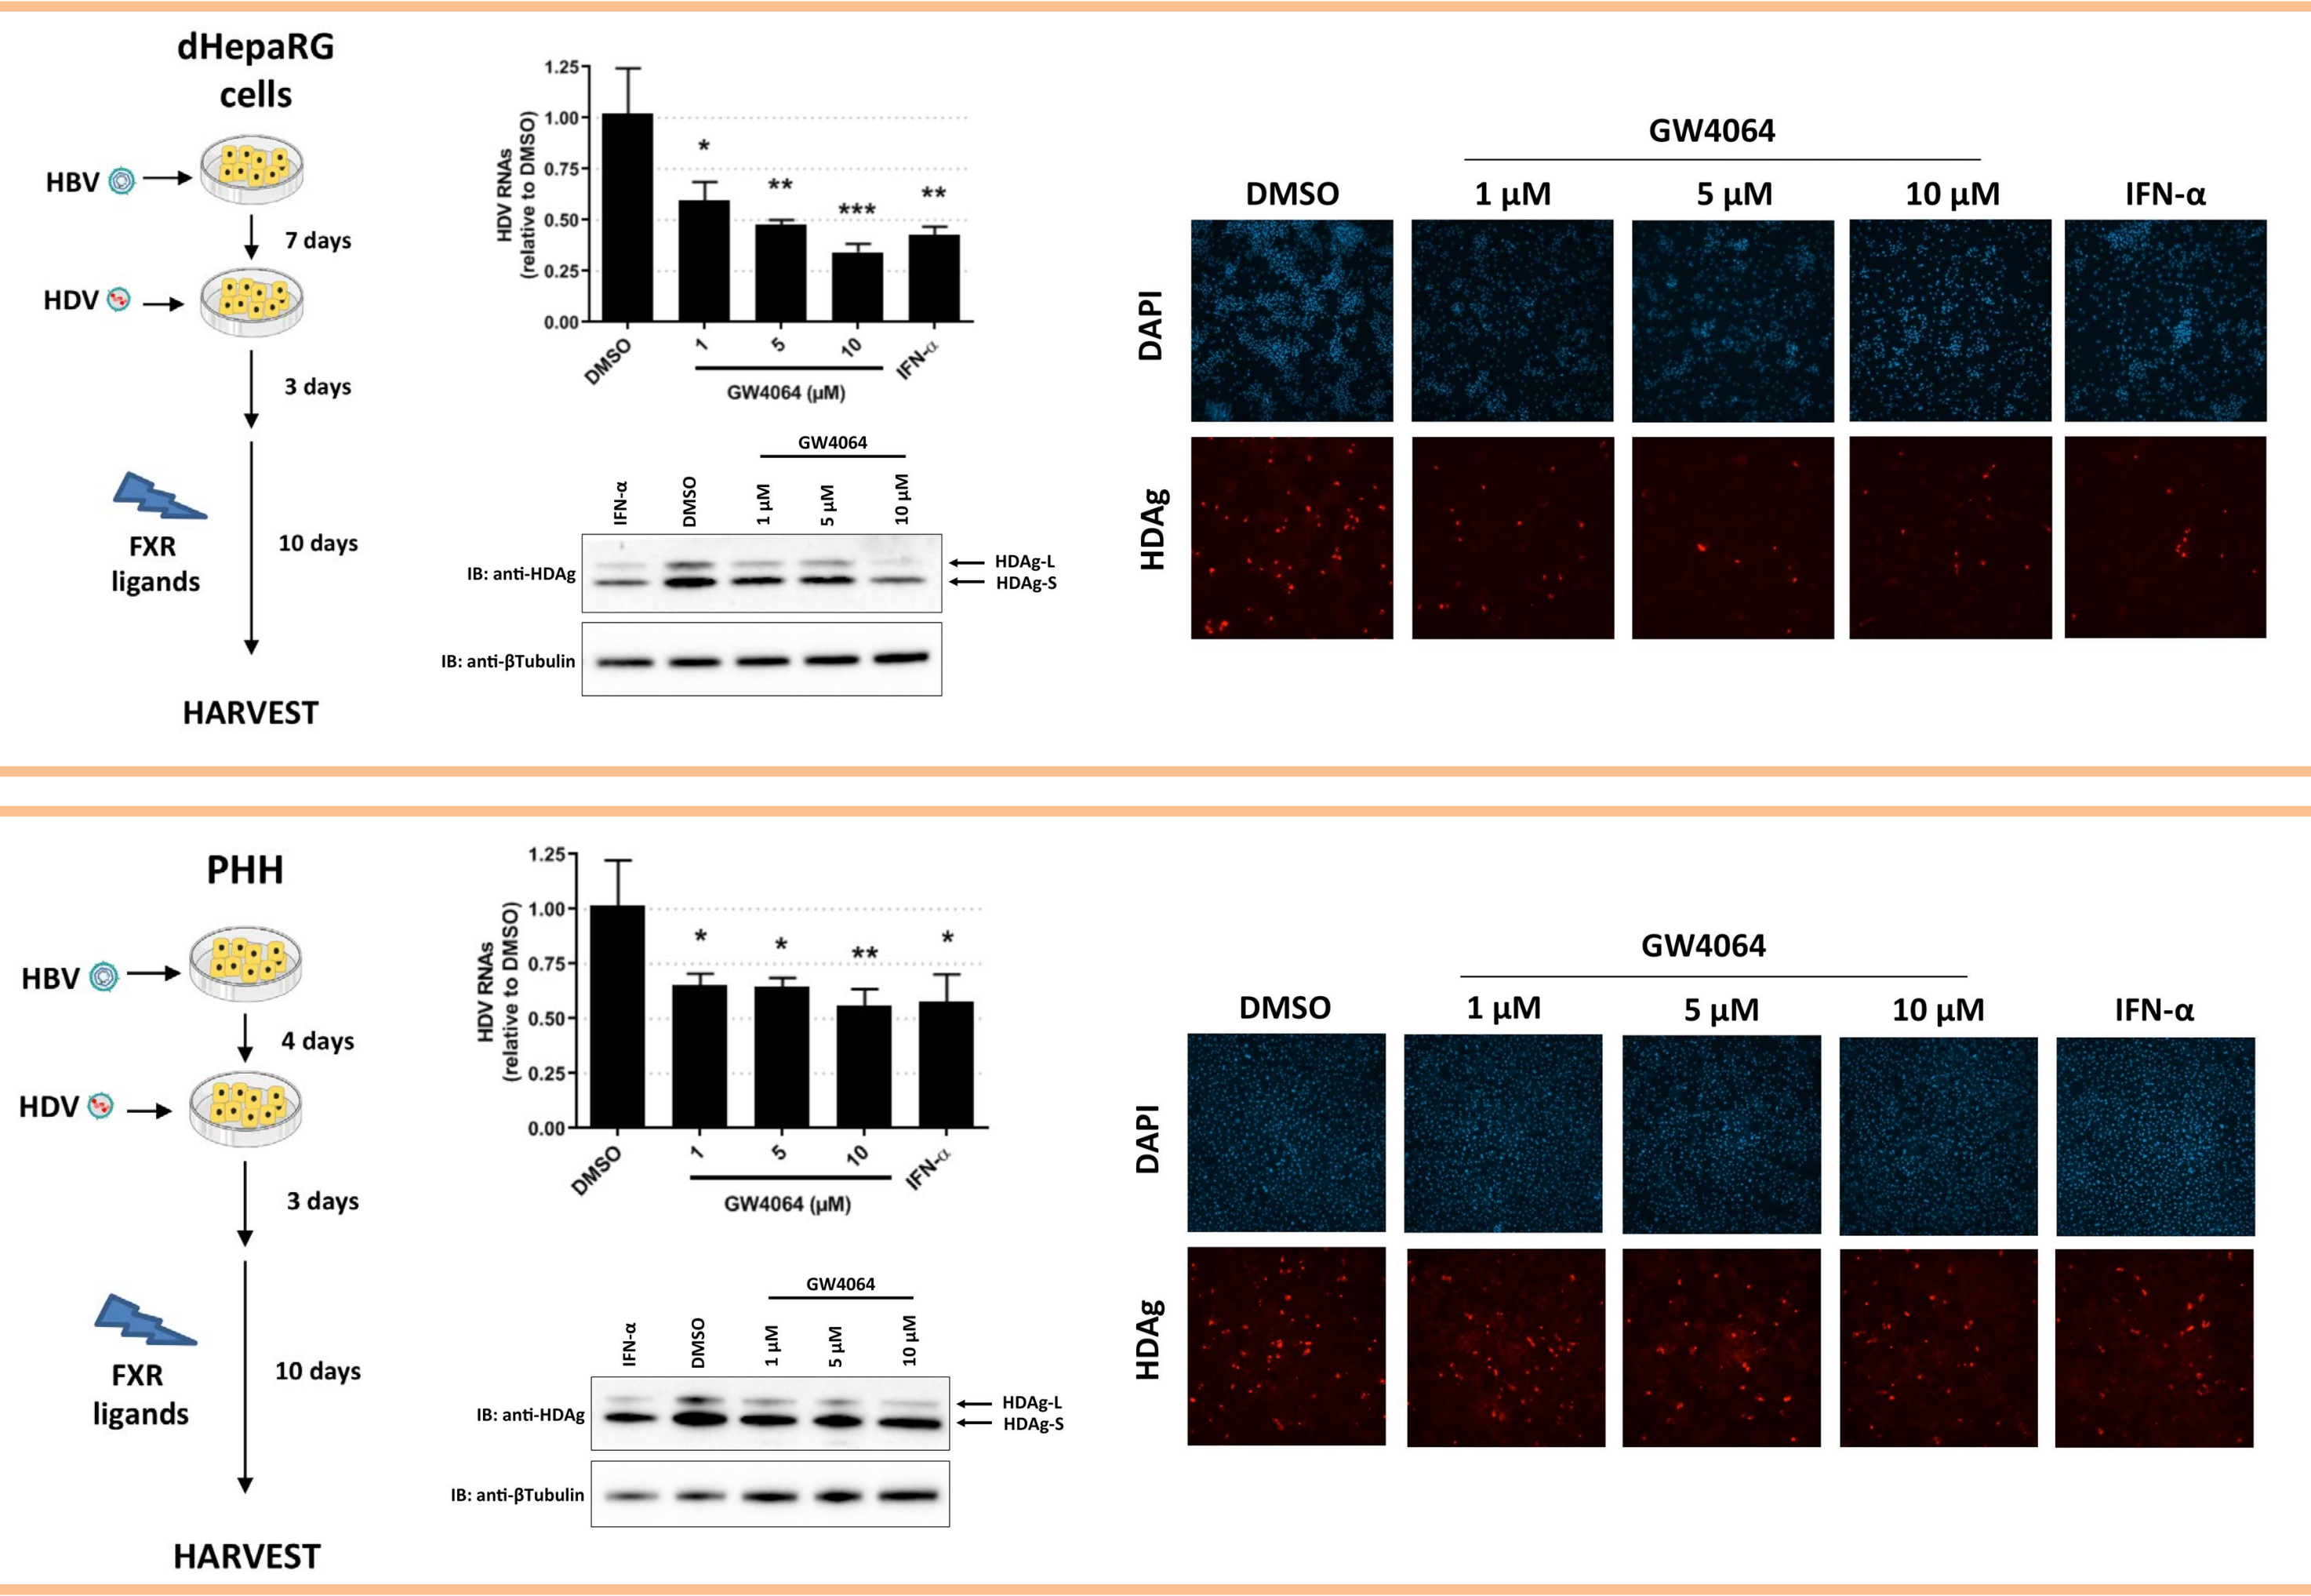 dHepaRG
cells
HBV
7 days
HDV
3 days
FXR
ligands
10 days
HARVEST
HDV RNAs
(relative to DMSO)
1.25
1.00
0.75
0.50
0.25
0.00
*
**
***
**
DMSO
1
5
10
IFN-α
GW4064 (μM)
GW4064
IFN-α
DMSO
1 μM
5 μM
10 μM
IB: anti-HDAg
HDAg-L
HDAg-S
IB: anti-βTubulin
GW4064
DMSO
1 μM
5 μM
10 μM
IFN-α
DAPI
HDAg
PHH
HBV
4 days
HDV
3 days
FXR
ligands
10 days
HARVEST
HDV RNAs
(relative to DMSO)
1.25
1.00
0.75
0.50
0.25
0.00
*
*
**
*
DMSO
1
5
10
IFN-α
GW4064 (μM)
GW4064
IFN-α
DMSO
1 μM
5 μM
10 μM
IB: anti-HDAg
HDAg-L
HDAg-S
IB: anti-βTubulin
GW4064
DMSO
1 μM
5 μM
10 μM
IFN-α
DAPI
HDAg